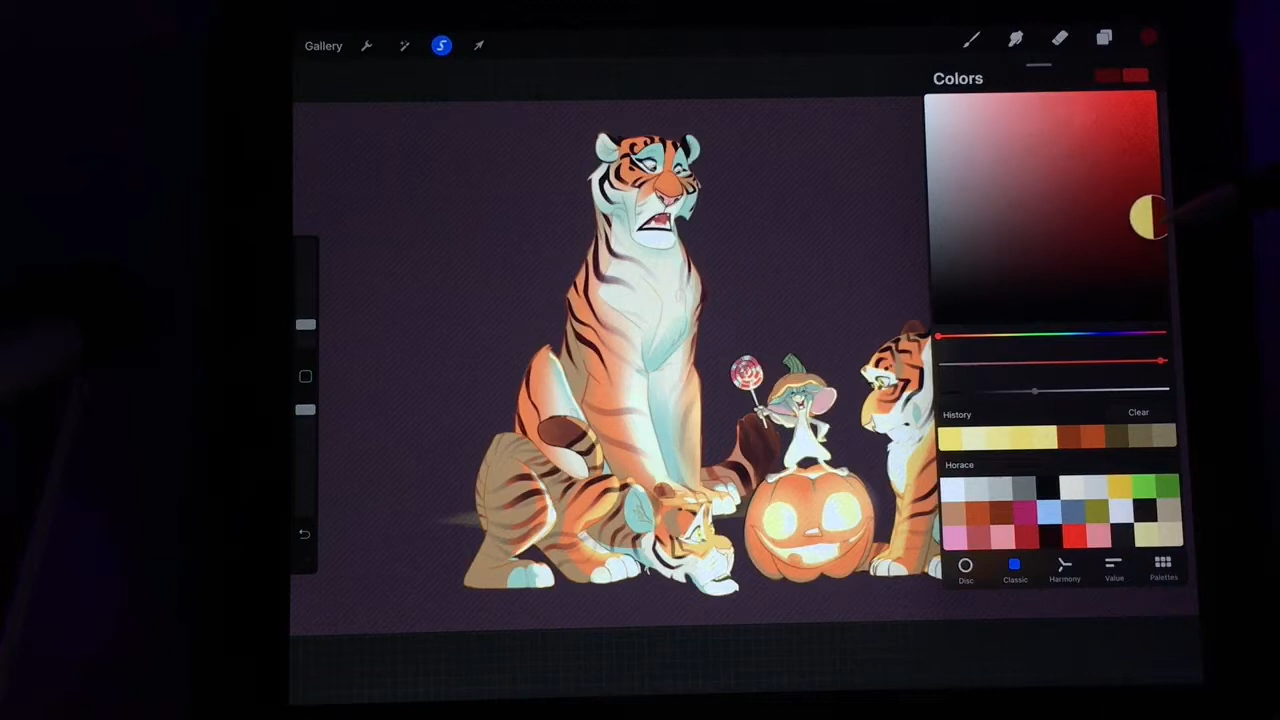 Gallery
Colors
History
Clear
Horace
Disc
Classic
Harmony
Value
Palettes